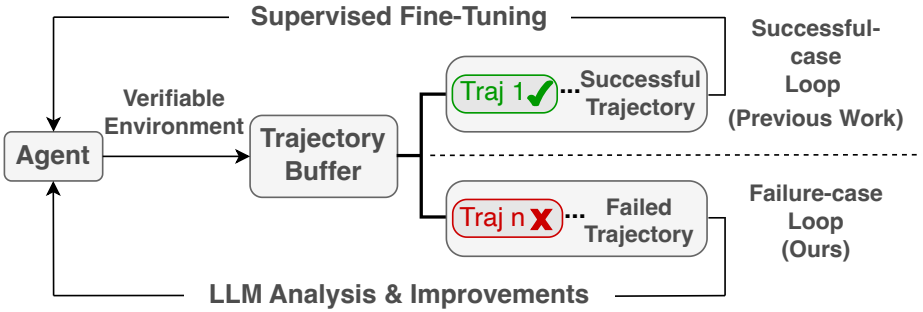 Supervised Fine-Tuning
Successful-
case
Loop
(Previous Work)
Traj 1 ✔ ... Successful
Trajectory
Verifiable
Environment
Agent
Trajectory
Buffer
Traj n ✘ ... Failed
Trajectory
Failure-case
Loop
(Ours)
LLM Analysis & Improvements